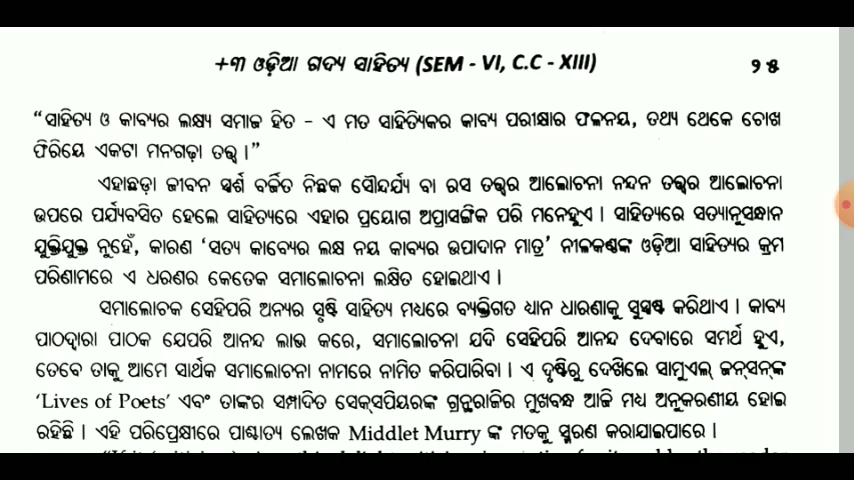 +୩ ଓଡ଼ିଆ ଗଦ୍ୟ ସାହିତ୍ୟ (SEM - VI, C.C - XIII) ୨୫
“ସାହିତ୍ୟ ଓ କାବ୍ୟର ଲକ୍ଷ୍ୟ ସମାଜ ହିତ - ଏ ମତ ସାହିତ୍ୟିକର କାବ୍ୟ ପରୀକ୍ଷାର ଫଳନୟ, ତଥ୍ୟ ଥେକେ ଚୋଖ
ଫିରିୟେ ଏକଟା ମନଗଢ଼ା ତତ୍ତ୍ୱ ।”
ଏହାଛଡ଼ା ଜୀବନ ସ୍ପର୍ଶ ବର୍ଜିତ ନିଛକ ସୌନ୍ଦର୍ଯ୍ୟ ବା ରସ ତତ୍ତ୍ୱର ଆଲୋଚନା ନନ୍ଦନ ତତ୍ତ୍ୱର ଆଲୋଚନା
ଉପରେ ପର୍ଯ୍ୟବସିତ ହେଲେ ସାହିତ୍ୟରେ ଏହାର ପ୍ରୟୋଗ ଅପ୍ରାସଙ୍ଗିକ ପରି ମନେହୁଏ । ସାହିତ୍ୟରେ ସତ୍ୟାନୁସନ୍ଧାନ
ଯୁକ୍ତିଯୁକ୍ତ ନୁହେଁ, କାରଣ ‘ସତ୍ୟ କାବ୍ୟେର ଲକ୍ଷ ନୟ କାବ୍ୟର ଉପାଦାନ ମାତ୍ର’ ନୀଳକଣ୍ଠଙ୍କ ଓଡ଼ିଆ ସାହିତ୍ୟର କ୍ରମ
ପରିଣାମରେ ଏ ଧରଣର କେତେକ ସମାଲୋଚନା ଲକ୍ଷିତ ହୋଇଥାଏ ।
ସମାଲୋଚକ ସେହିପରି ଅନ୍ୟର ସୃଷ୍ଟି ସାହିତ୍ୟ ମଧ୍ୟରେ ବ୍ୟକ୍ତିଗତ ଧ୍ୟାନ ଧାରଣାକୁ ସୁସ୍ପଷ୍ଟ କରିଥାଏ । କାବ୍ୟ
ପାଠଦ୍ୱାରା ପାଠକ ଯେପରି ଆନନ୍ଦ ଲାଭ କରେ, ସମାଲୋଚନା ଯଦି ସେହିପରି ଆନନ୍ଦ ଦେବାରେ ସମର୍ଥ ହୁଏ,
ତେବେ ତାକୁ ଆମେ ସାର୍ଥକ ସମାଲୋଚନା ନାମରେ ନାମିତ କରିପାରିବା । ଏ ଦୃଷ୍ଟିରୁ ଦେଖିଲେ ସାମୁଏଲ୍ ଜନ୍‌ସନ୍‌ଙ୍କ
‘Lives of Poets’ ଏବଂ ତାଙ୍କର ସମ୍ପାଦିତ ସେକ୍‌ସପିୟରଙ୍କ ଗ୍ରନ୍ଥରାଜିର ମୁଖବନ୍ଧ ଆଜି ମଧ୍ୟ ଅନୁକରଣୀୟ ହୋଇ
ରହିଛି । ଏହି ପରିପ୍ରେକ୍ଷୀରେ ପାଶ୍ଚାତ୍ୟ ଲେଖକ Middlet Murry ଙ୍କ ମତକୁ ସ୍ମରଣ କରାଯାଇପାରେ ।